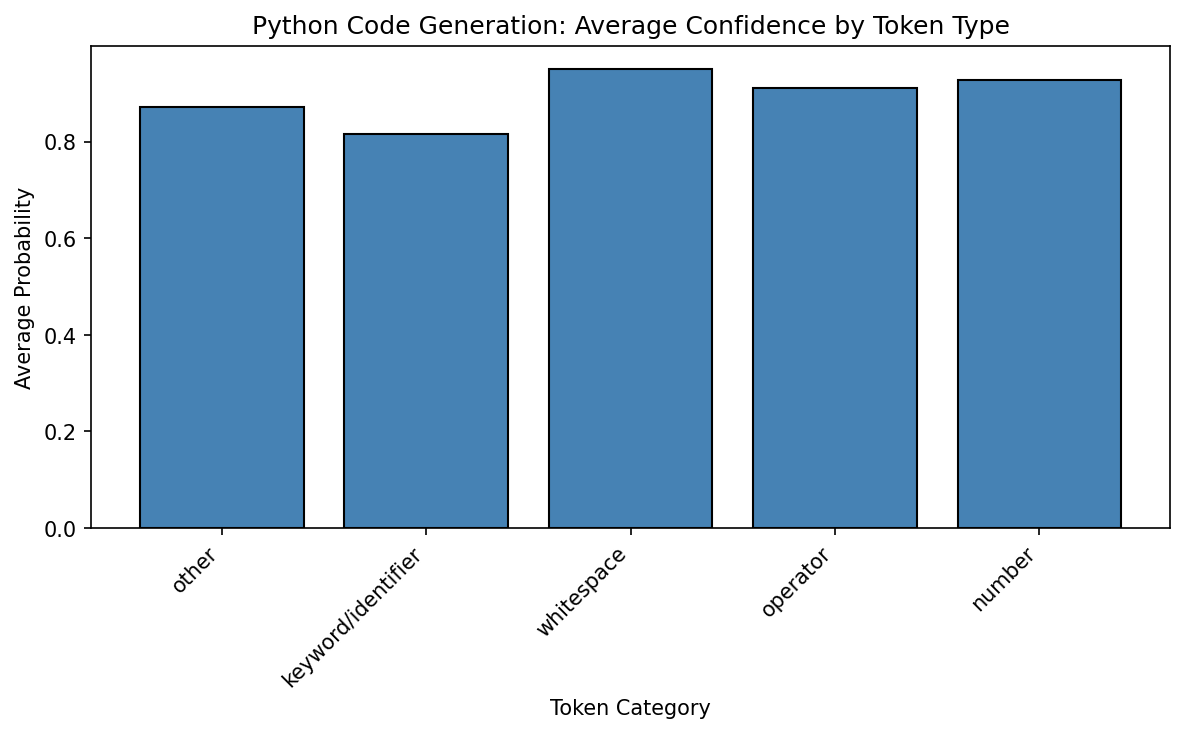 Python Code Generation: Average Confidence by Token Type
Average Probability
0.8
0.6
0.4
0.2
0.0
other
keyword/identifier
whitespace
operator
number
Token Category